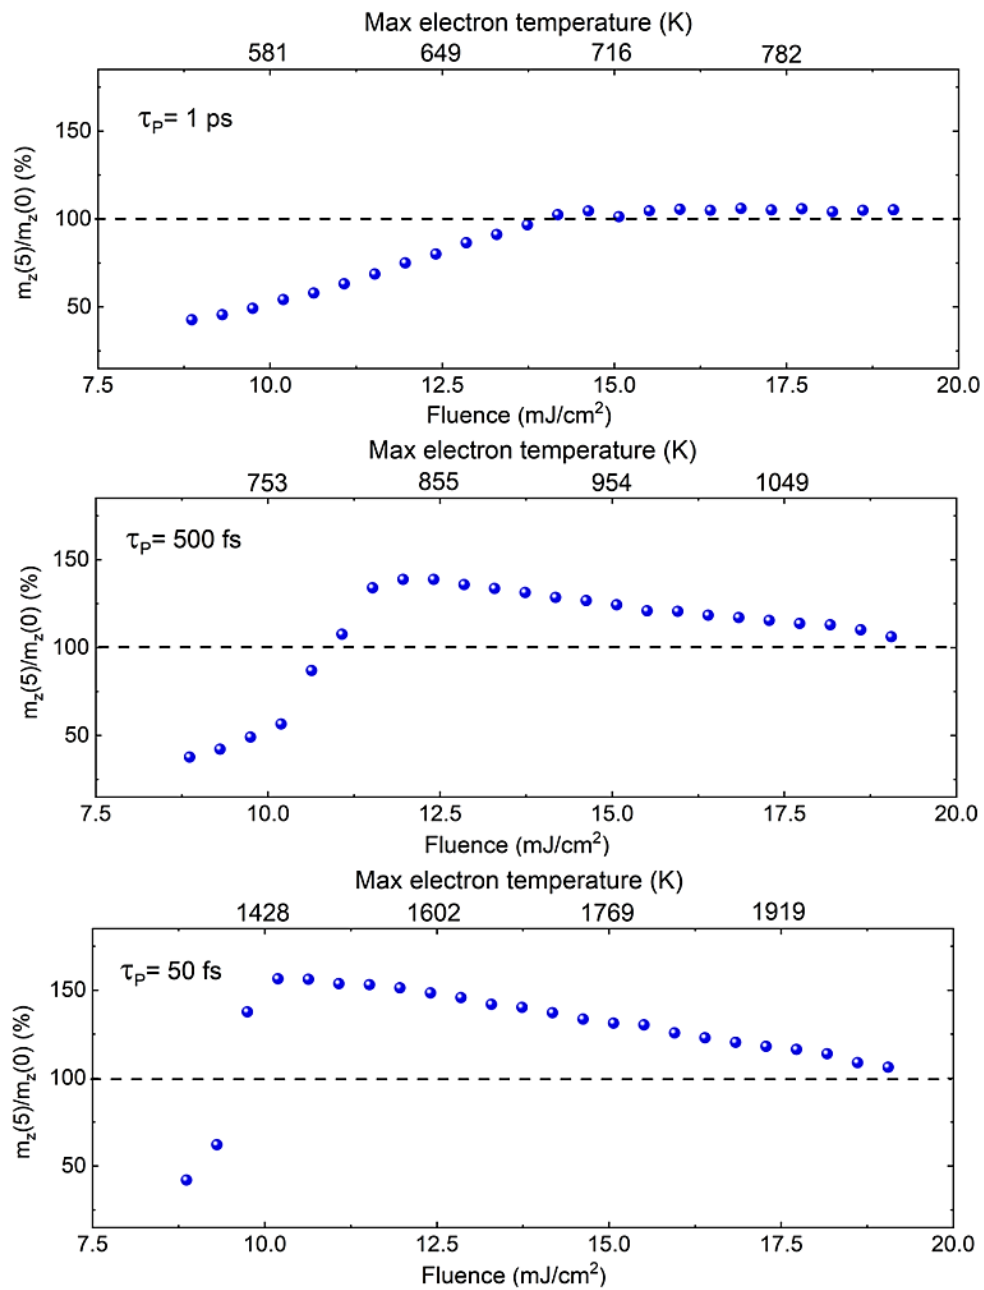 Max electron temperature (K)
581 649 716 782
τP= 1 ps
150
100
50
mz(5)/mz(0) (%)
7.5 10.0 12.5 15.0 17.5 20.0
Fluence (mJ/cm²)
Max electron temperature (K)
753 855 954 1049
τP= 500 fs
150
100
50
mz(5)/mz(0) (%)
7.5 10.0 12.5 15.0 17.5 20.0
Fluence (mJ/cm²)
Max electron temperature (K)
1428 1602 1769 1919
τP= 50 fs
150
100
50
mz(5)/mz(0) (%)
7.5 10.0 12.5 15.0 17.5 20.0
Fluence (mJ/cm²)